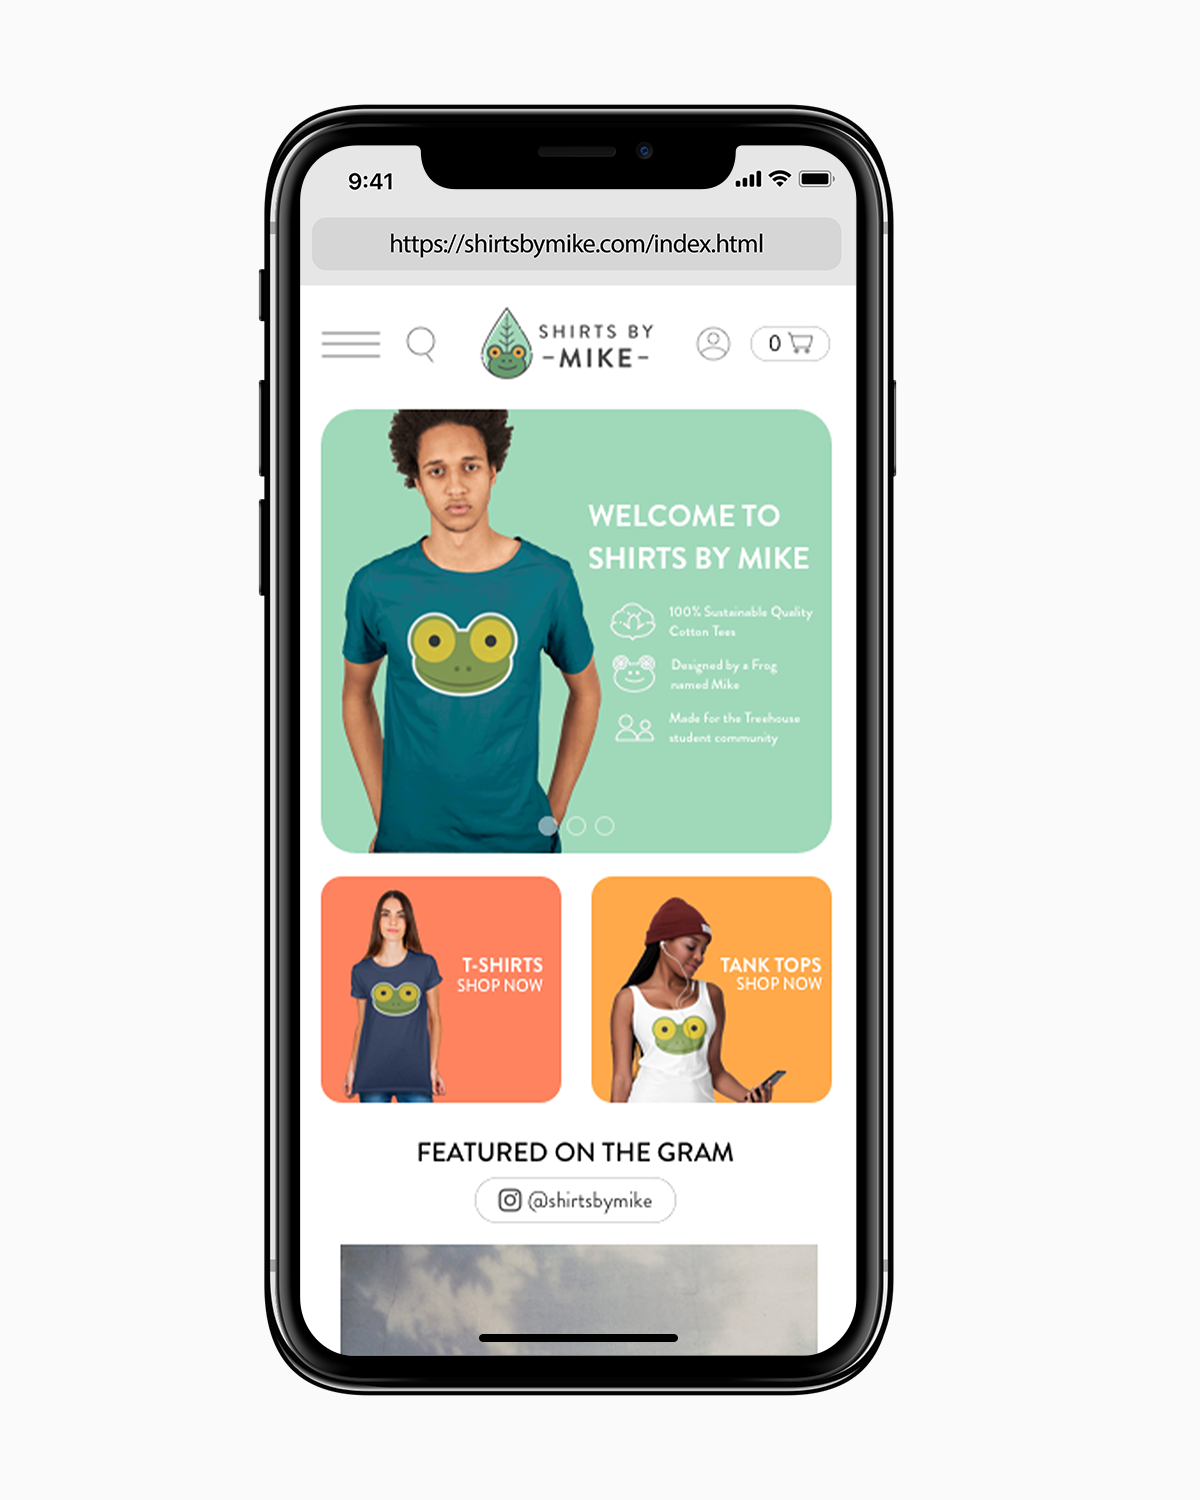 9:41
https://shirtsbymike.com/index.html
SHIRTS BY
-MIKE-
0
WELCOME TO
SHIRTS BY MIKE
100% Sustainable Quality
Cotton Tees
Designed by a Frog
named Mike
Made for the Treehouse
student community
T-SHIRTS
SHOP NOW
TANK TOPS
SHOP NOW
FEATURED ON THE GRAM
@shirtsbymike